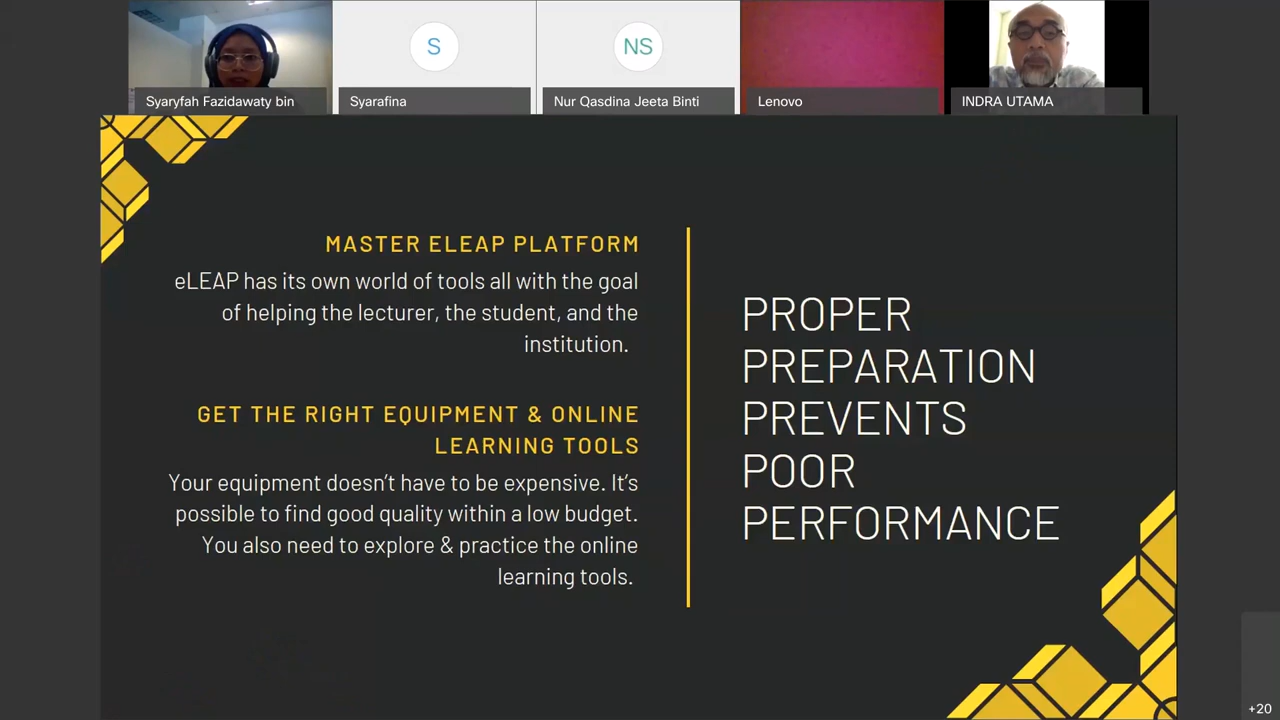 S
NS
Syaryfah Fazidawaty bin
Syarafina
Nur Qasdina Jeeta Binti
Lenovo
INDRA UTAMA
MASTER ELEAP PLATFORM
eLEAP has its own world of tools all with the goal
of helping the lecturer, the student, and the
institution.
GET THE RIGHT EQUIPMENT & ONLINE
LEARNING TOOLS
Your equipment doesn’t have to be expensive. It’s
possible to find good quality within a low budget.
You also need to explore & practice the online
learning tools.
PROPER
PREPARATION
PREVENTS
POOR
PERFORMANCE
+20